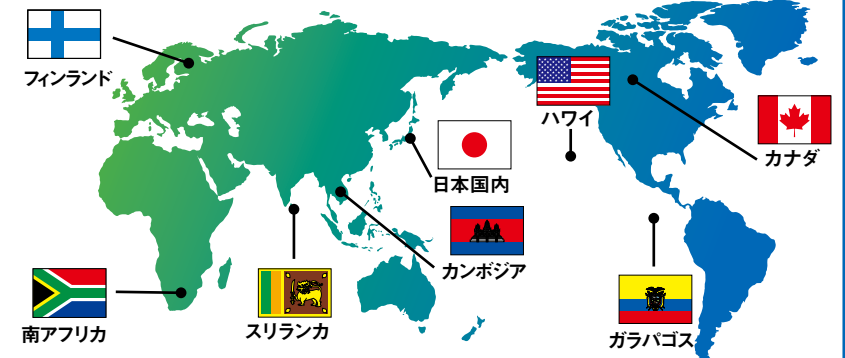 フィンランド
ハワイ
カナダ
日本国内
カンボジア
南アフリカ
スリランカ
ガラパゴス